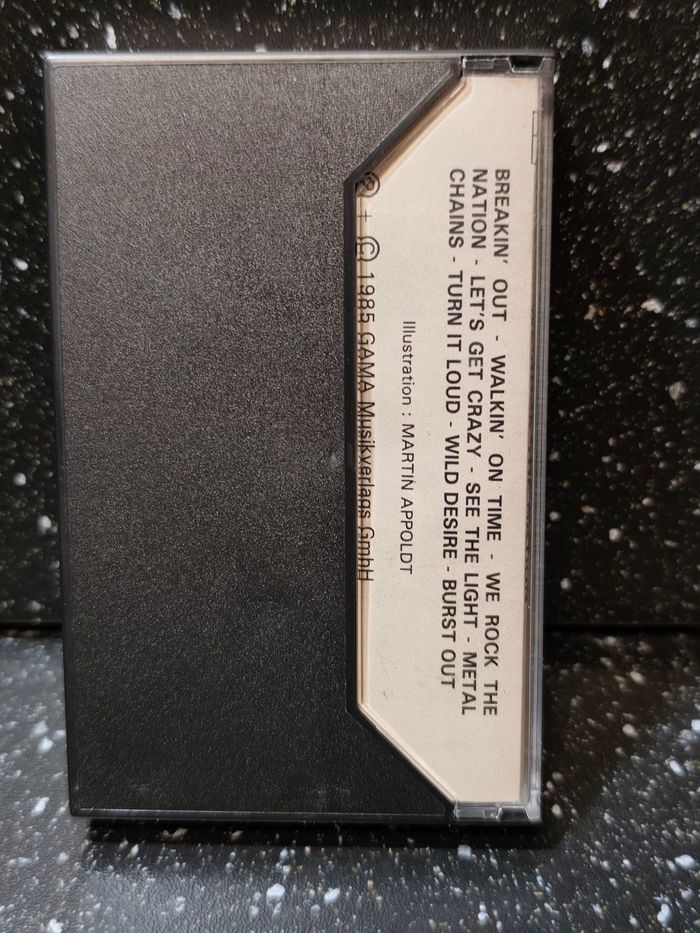 BREAKIN' OUT - WALKIN' ON TIME - WE ROCK THE
NATION - LET'S GET CRAZY - SEE THE LIGHT - METAL
CHAINS - TURN IT LOUD - WILD DESIRE - BURST OUT
Illustration : MARTIN APPOLDT
℗ + © 1985 GAMA Musikverlags GmbH